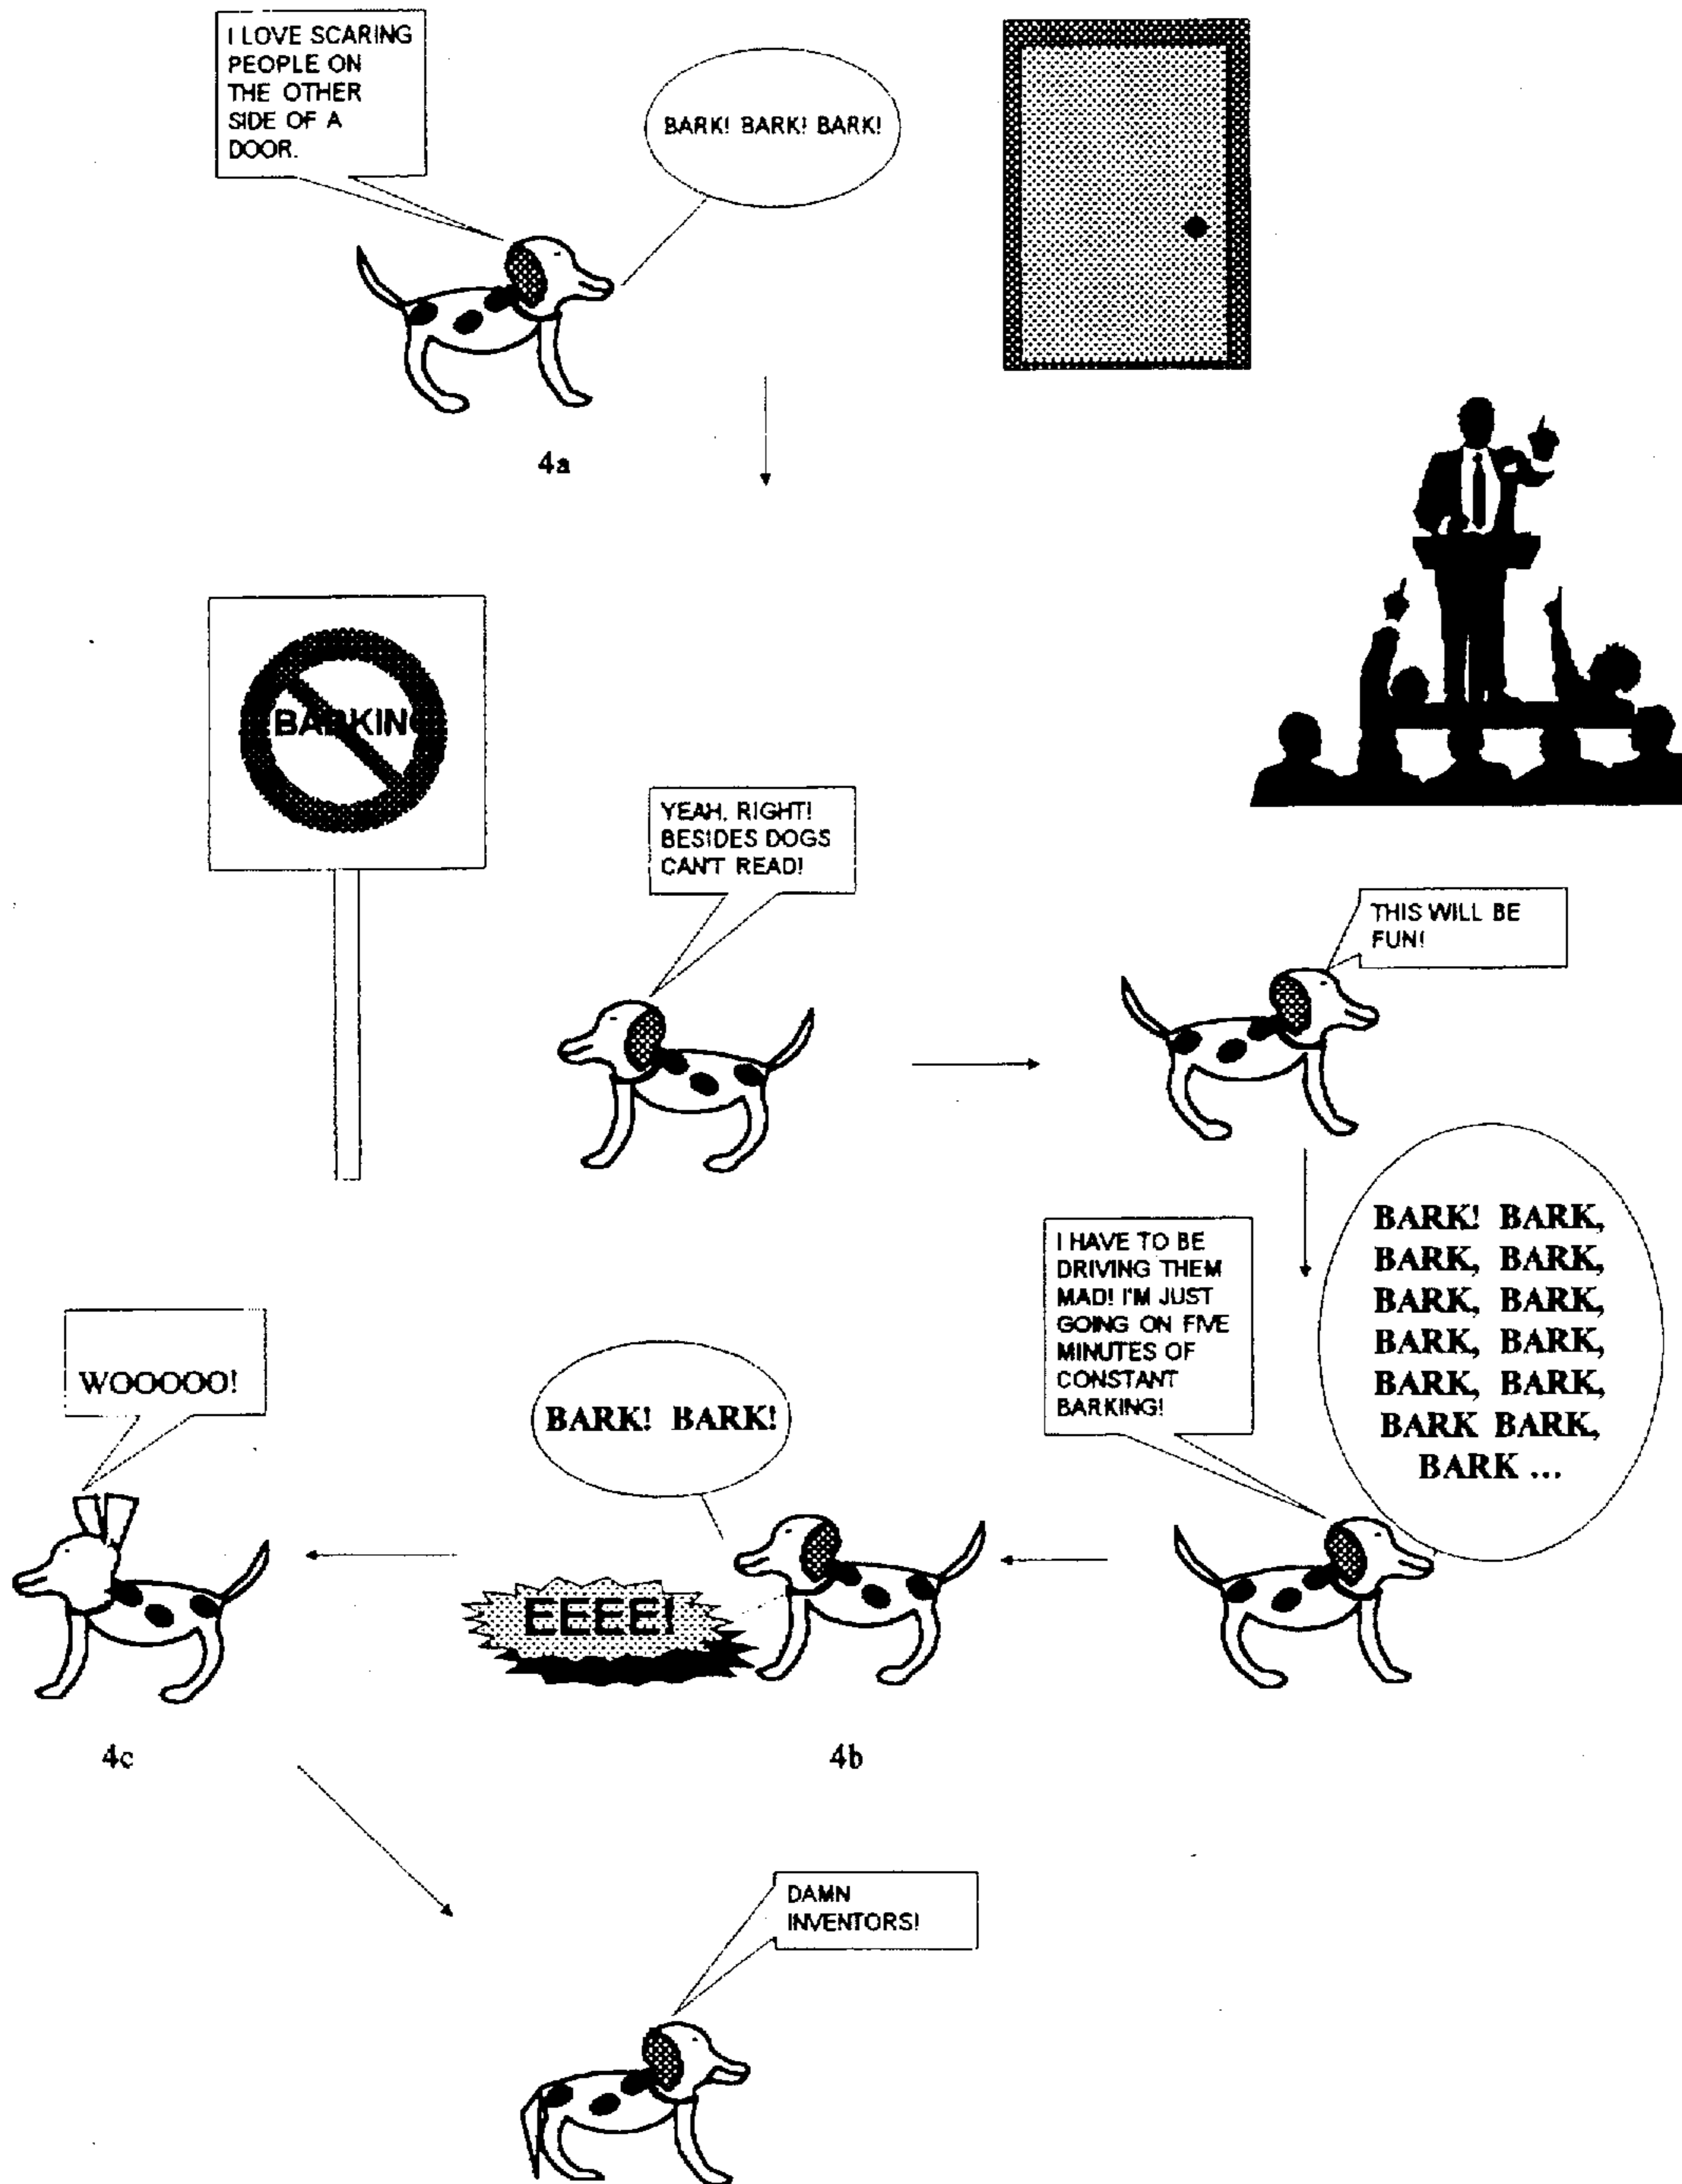 I LOVE SCARING
PEOPLE ON
THE OTHER
SIDE OF A
DOOR.
BARK! BARK! BARK!
4a
BARKING
YEAH, RIGHT!
BESIDES DOGS
CAN'T READ!
THIS WILL BE
FUN!
I HAVE TO BE
DRIVING THEM
MAD! I'M JUST
GOING ON FIVE
MINUTES OF
CONSTANT
BARKING!
BARK! BARK,
BARK, BARK,
BARK, BARK,
BARK, BARK,
BARK, BARK,
BARK BARK,
BARK ...
BARK! BARK!
EEEE!
4b
WOOOOO!
4c
DAMN
INVENTORS!